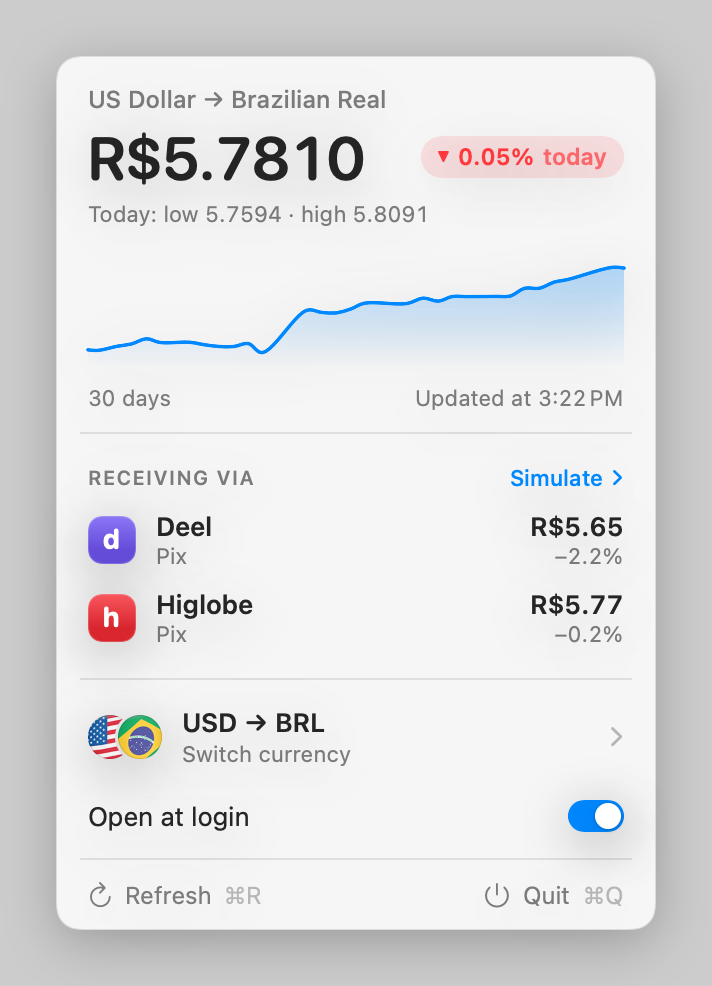 US Dollar → Brazilian Real
R$5.7810
▼ 0.05% today
Today: low 5.7594 · high 5.8091
30 days
Updated at 3:22 PM
RECEIVING VIA
Simulate >
d
Deel
R$5.65
Pix
−2.2%
h
Higlobe
R$5.77
Pix
−0.2%
USD → BRL
Switch currency
Open at login
Refresh ⌘R
Quit ⌘Q